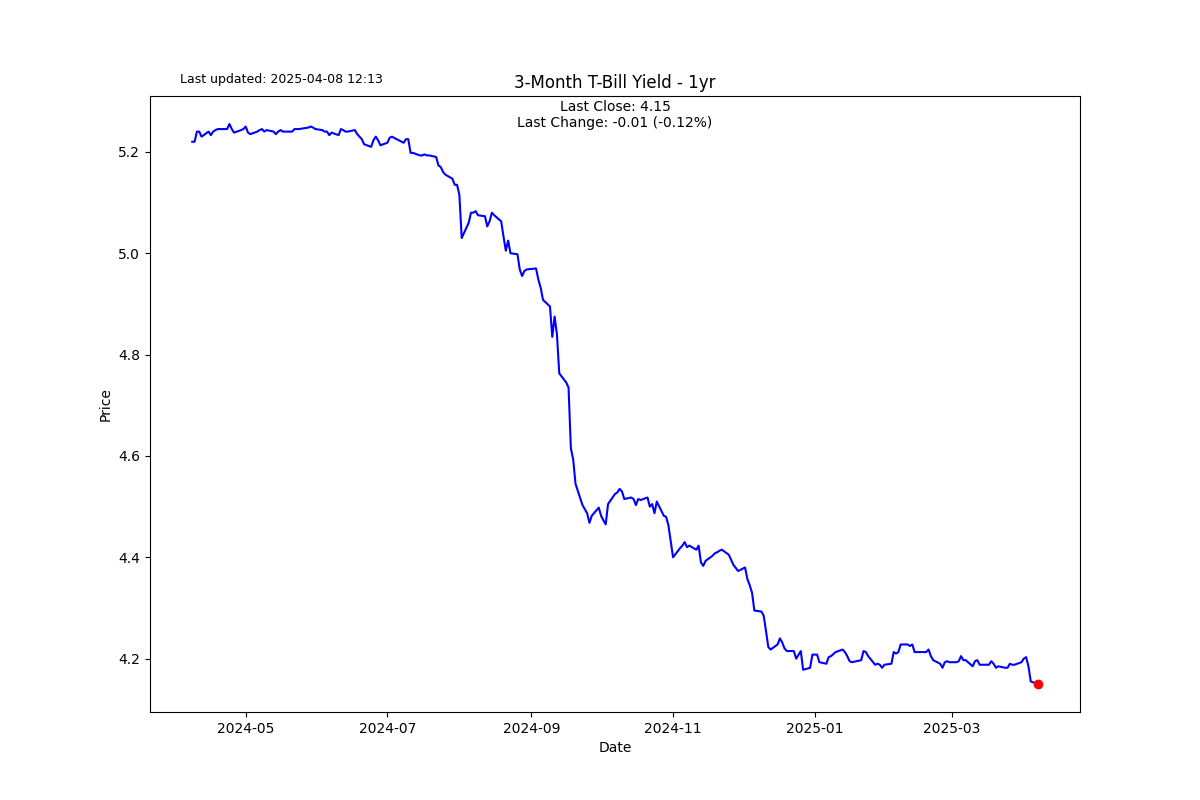 Last updated: 2025-04-08 12:13
3-Month T-Bill Yield - 1yr
Last Close: 4.15
Last Change: -0.01 (-0.12%)
5.2
5.0
4.8
4.6
4.4
4.2
Price
2024-05
2024-07
2024-09
2024-11
2025-01
2025-03
Date